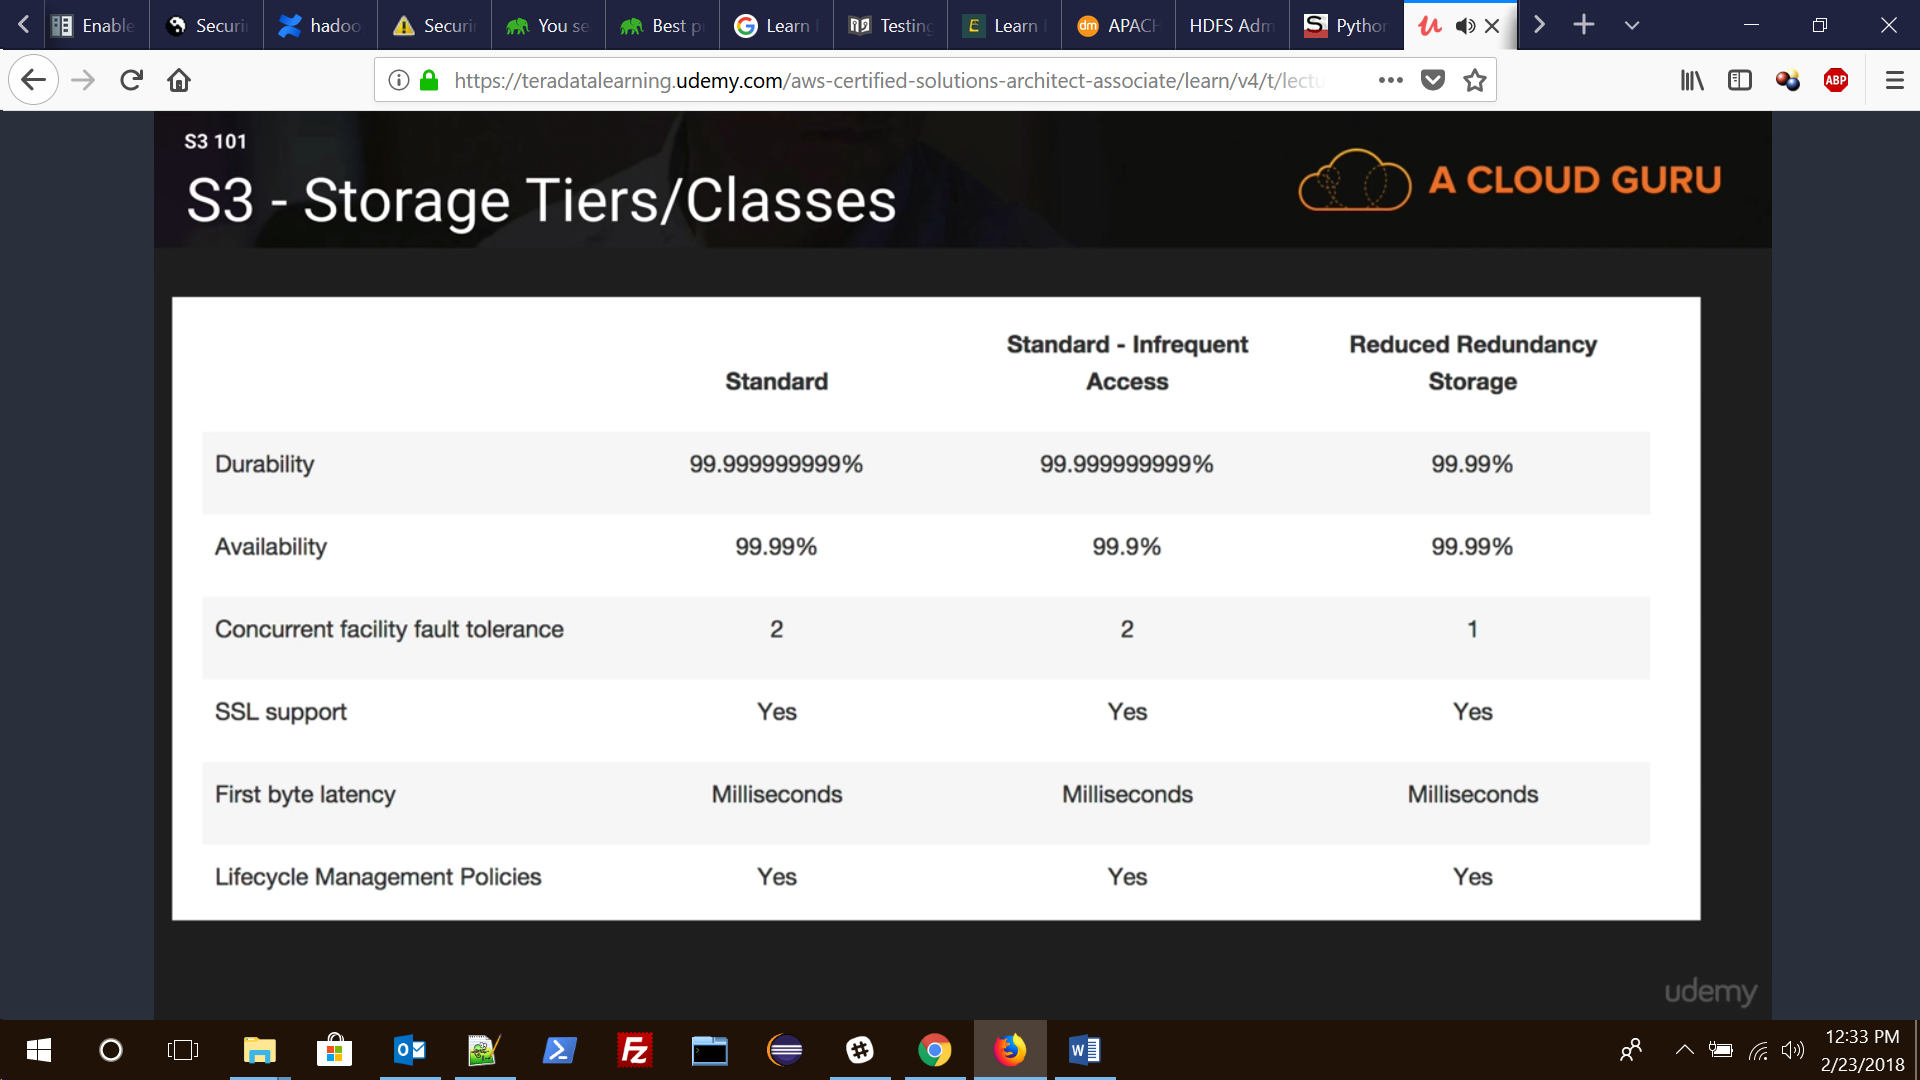 Enable
Securi
hadoo
Securi
You se
Best p
Learn
Testing
E
Learn
dm
APACH
HDFS Adm
S
Python
https://teradatalearning.udemy.com/aws-certified-solutions-architect-associate/learn/v4/t/lectu
ABP
S3 101
S3 - Storage Tiers/Classes
A CLOUD GURU
Standard
Standard - Infrequent
Access
Reduced Redundancy
Storage
Durability 99.999999999% 99.999999999% 99.99%
Availability 99.99% 99.9% 99.99%
Concurrent facility fault tolerance 2 2 1
SSL support Yes Yes Yes
First byte latency Milliseconds Milliseconds Milliseconds
Lifecycle Management Policies Yes Yes Yes
udemy
12:33 PM
2/23/2018